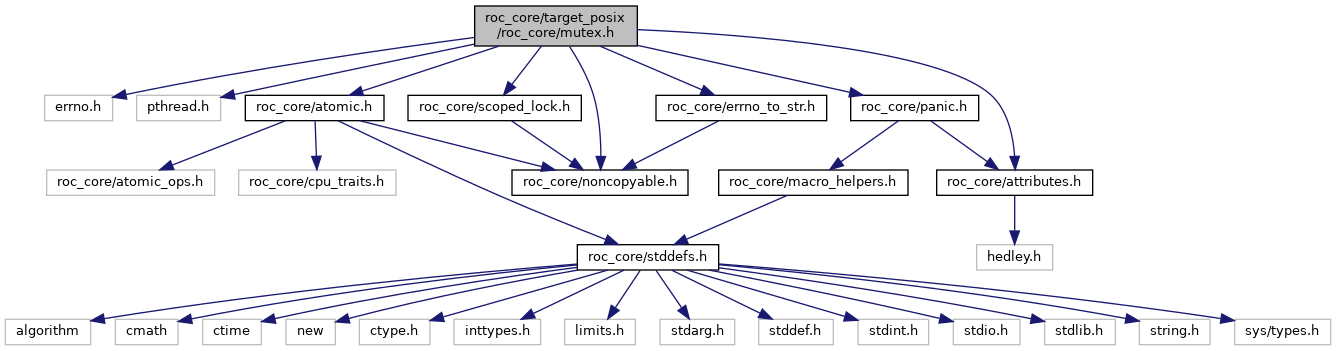 roc_core/target_posix
/roc_core/mutex.h
errno.h
pthread.h
roc_core/atomic.h
roc_core/scoped_lock.h
roc_core/errno_to_str.h
roc_core/panic.h
roc_core/atomic_ops.h
roc_core/cpu_traits.h
roc_core/noncopyable.h
roc_core/macro_helpers.h
roc_core/attributes.h
roc_core/stddefs.h
hedley.h
algorithm
cmath
ctime
new
ctype.h
inttypes.h
limits.h
stdarg.h
stddef.h
stdint.h
stdio.h
stdlib.h
string.h
sys/types.h